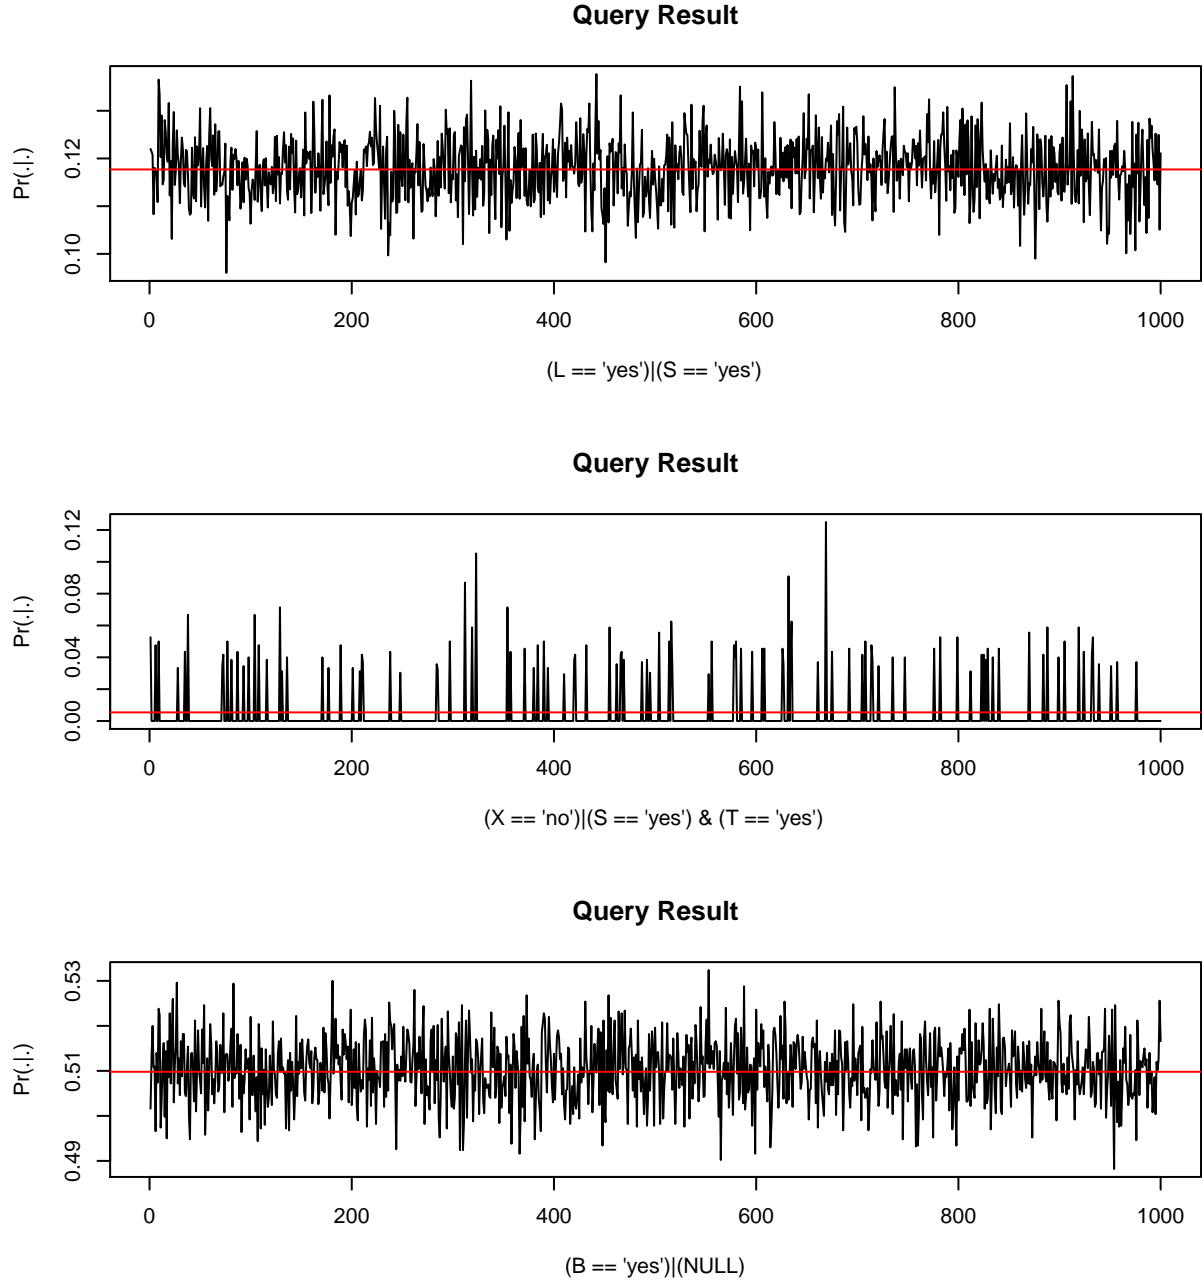 Query Result
Pr(.|.)
0.12
0.10
0 200 400 600 800 1000
(L == 'yes')|(S == 'yes')
Query Result
Pr(.|.)
0.12
0.08
0.04
0.00
0 200 400 600 800 1000
(X == 'no')|(S == 'yes') & (T == 'yes')
Query Result
Pr(.|.)
0.53
0.51
0.49
0 200 400 600 800 1000
(B == 'yes')|(NULL)